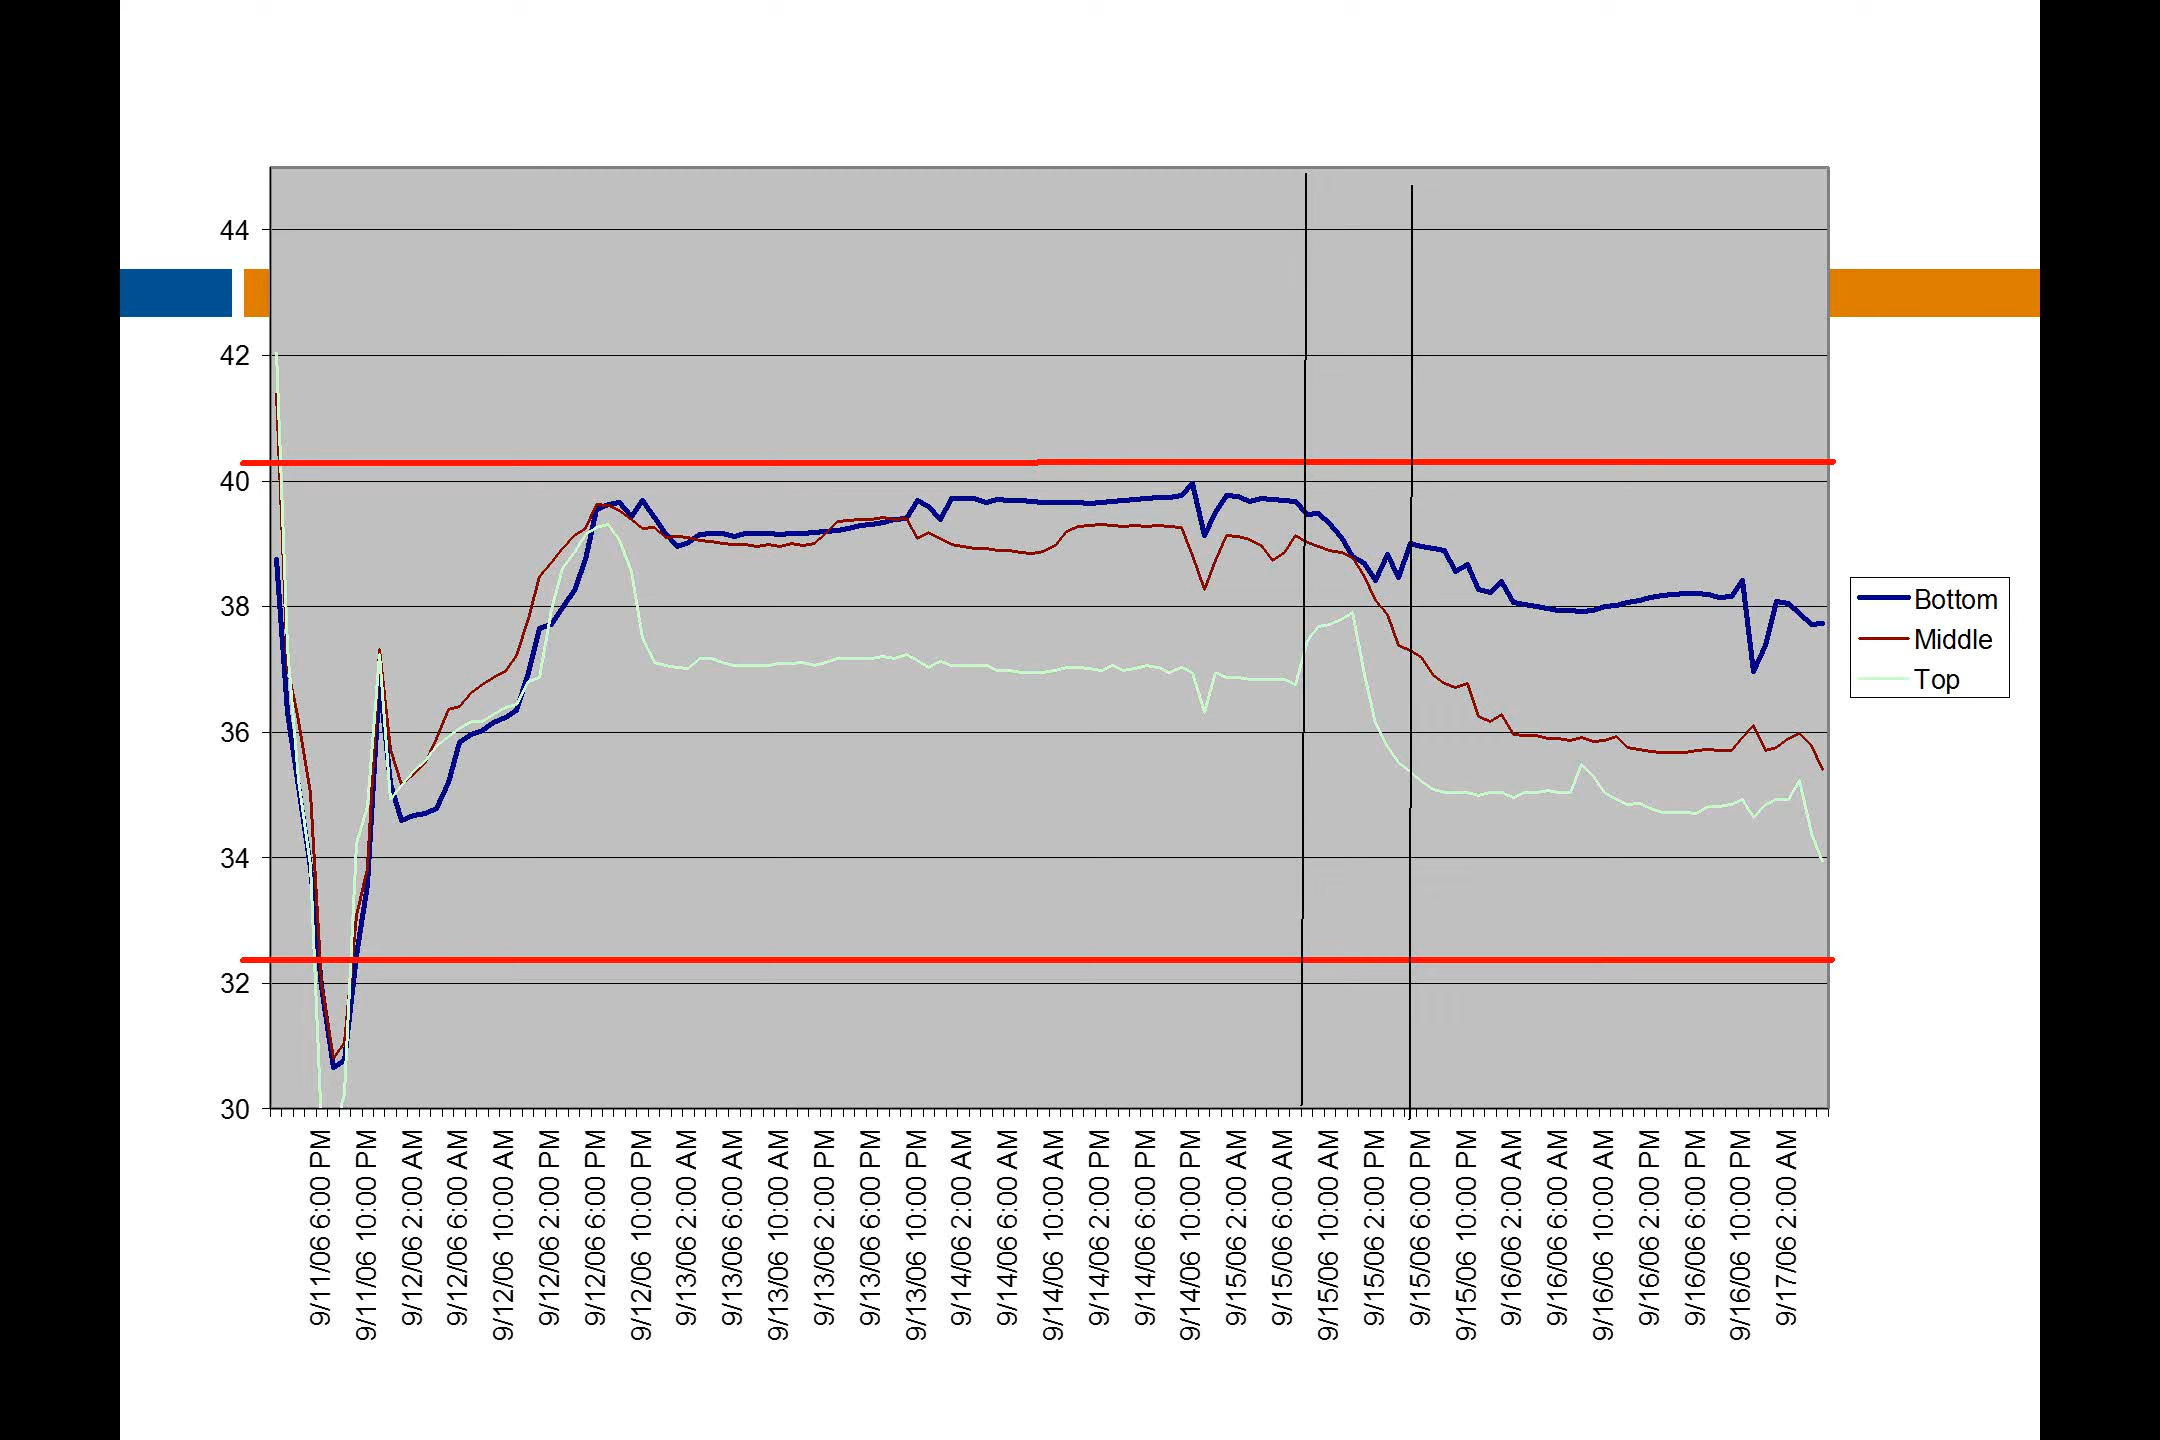 44
42
40
38
36
34
32
30
Bottom
Middle
Top
9/11/06 6:00 PM
9/11/06 10:00 PM
9/12/06 2:00 AM
9/12/06 6:00 AM
9/12/06 10:00 AM
9/12/06 2:00 PM
9/12/06 6:00 PM
9/12/06 10:00 PM
9/13/06 2:00 AM
9/13/06 6:00 AM
9/13/06 10:00 AM
9/13/06 2:00 PM
9/13/06 6:00 PM
9/13/06 10:00 PM
9/14/06 2:00 AM
9/14/06 6:00 AM
9/14/06 10:00 AM
9/14/06 2:00 PM
9/14/06 6:00 PM
9/14/06 10:00 PM
9/15/06 2:00 AM
9/15/06 6:00 AM
9/15/06 10:00 AM
9/15/06 2:00 PM
9/15/06 6:00 PM
9/15/06 10:00 PM
9/16/06 2:00 AM
9/16/06 6:00 AM
9/16/06 10:00 AM
9/16/06 2:00 PM
9/16/06 6:00 PM
9/16/06 10:00 PM
9/17/06 2:00 AM